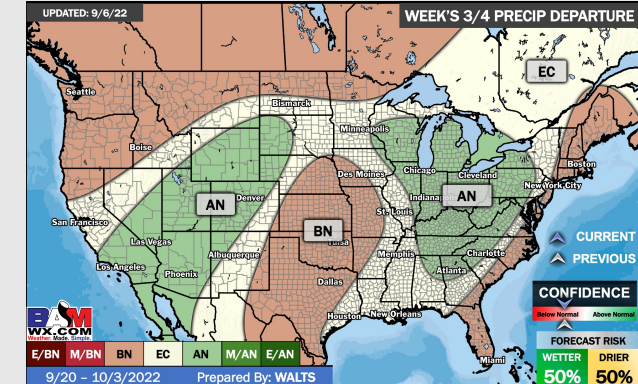 UPDATED: 9/6/22
WEEK'S 3/4 PRECIP DEPARTURE
EC
Seattle
Bismarck
Minneapolis
Boise
Boston
Chicago
Cleveland
Des Moines
New York City
AN
Denver
Indianap
AN
San Francisco
St. Louis
BN
Las Vegas
Tulsa
CURRENT
Albuquerque
Memphis
Charlotte
PREVIOUS
Los Angeles
Phoenix
Atlanta
Dallas
CONFIDENCE
Houston
New Orleans
Below Normal
Above Normal
BAM
WX.COM
Weather. Made. Simple.
FORECAST RISK
E/BN M/BN BN EC AN M/AN E/AN
WETTER
DRIER
Miami
50%
50%
9/20 – 10/3/2022
Prepared By: WALTS